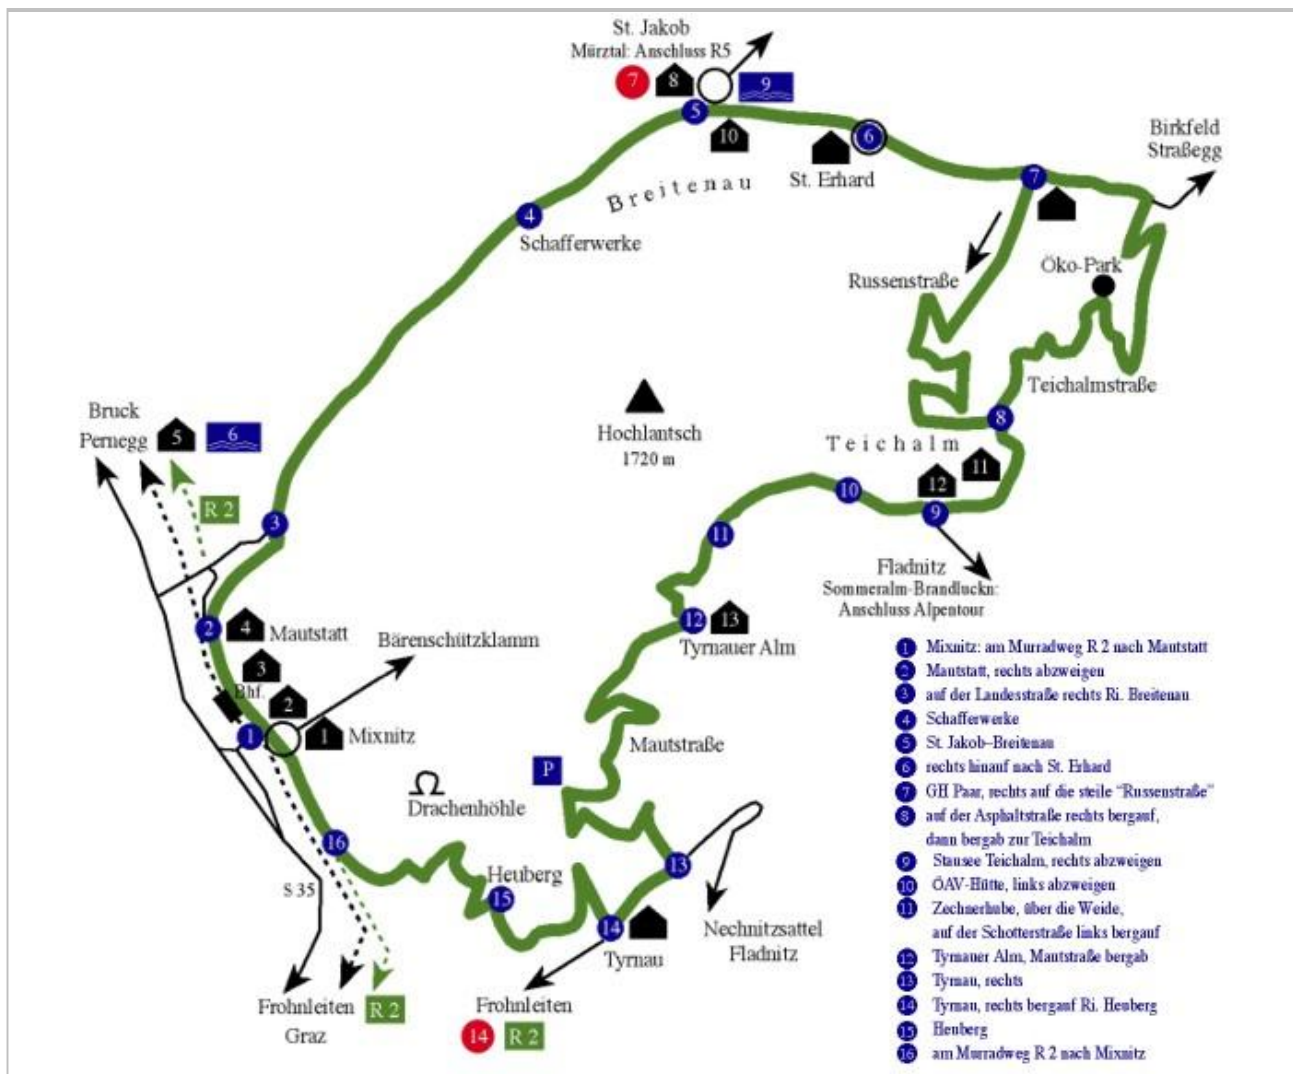 St. Jakob
Mürztal: Anschluss R5
7
8
9
5
10
6
St. Erhard
Birkfeld
Straßegg
7
Breitenau
4
Schafferwerke
Russenstraße
Öko-Park
Teichalmstraße
8
Hochlantsch
1720 m
Teichalm
11
12
10
9
Bruck
Pernegg
5
6
R 2
3
11
Fladnitz
Sommeralm-Brandluckn:
Anschluss Alpentour
2
4
Mautstatt
Bärenschützklamm
12
13
Tyrnauer Alm
3
Bhf.
2
1
1
Mixnitz
Mautstraße
P
Drachenhöhle
16
13
S 35
Heuberg
15
14
Tyrnau
Nechnitzsattel
Fladnitz
Frohnleiten
Graz
R 2
Frohnleiten
14
R 2
1 Mixnitz: am Murradweg R 2 nach Mautstatt
2 Mautstatt, rechts abzweigen
3 auf der Landesstraße rechts Ri. Breitenau
4 Schafferwerke
5 St. Jakob–Breitenau
6 rechts hinauf nach St. Erhard
7 GH Paar, rechts auf die steile “Russenstraße”
8 auf der Asphaltstraße rechts bergauf,
dann bergab zur Teichalm
9 Stausee Teichalm, rechts abzweigen
10 ÖAV-Hütte, links abzweigen
11 Zechnerhube, über die Weide,
auf der Schotterstraße links bergauf
12 Tyrnauer Alm, Mautstraße bergab
13 Tyrnau, rechts
14 Tyrnau, rechts bergauf Ri. Heuberg
15 Heuberg
16 am Murradweg R 2 nach Mixnitz